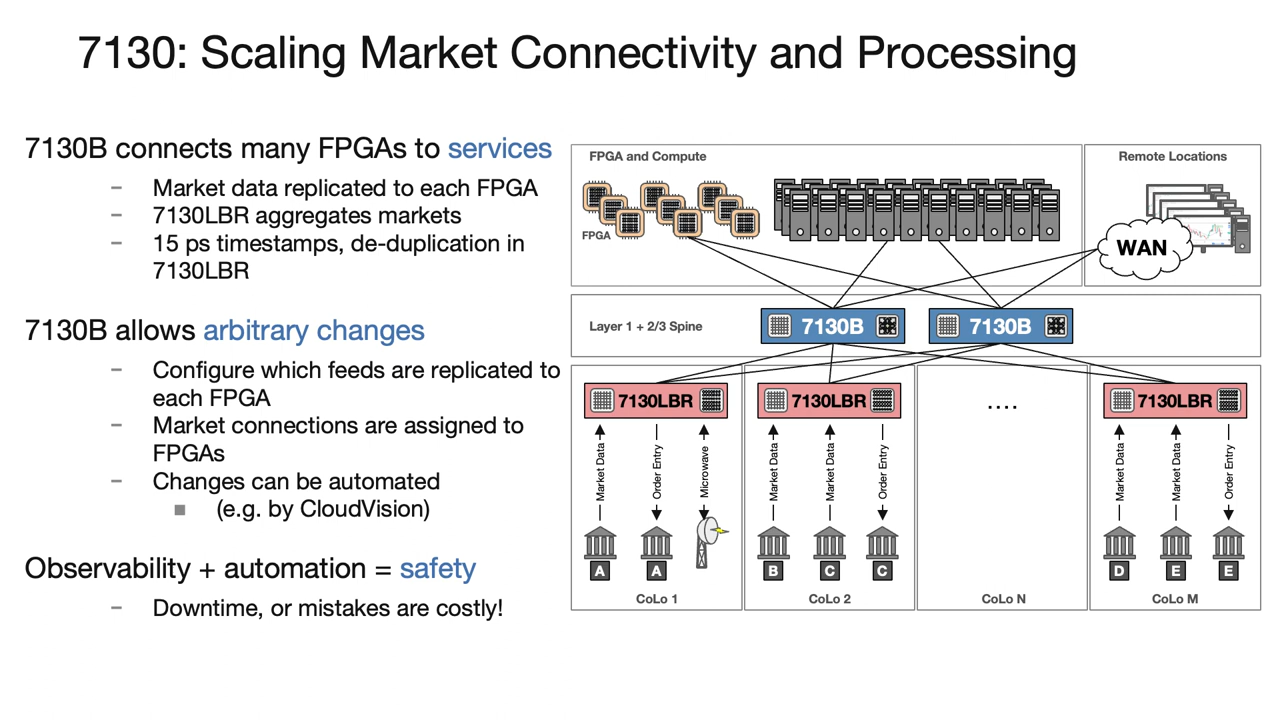 7130: Scaling Market Connectivity and Processing
7130B connects many FPGAs to services
− Market data replicated to each FPGA
− 7130LBR aggregates markets
− 15 ps timestamps, de-duplication in
7130LBR
7130B allows arbitrary changes
− Configure which feeds are replicated to
each FPGA
− Market connections are assigned to
FPGAs
− Changes can be automated
■ (e.g. by CloudVision)
Observability + automation = safety
− Downtime, or mistakes are costly!
FPGA and Compute
FPGA
Remote Locations
WAN
Layer 1 + 2/3 Spine
7130B
7130B
7130LBR
Market Data
Order Entry
Microwave
A
A
CoLo 1
7130LBR
Market Data
Market Data
Order Entry
B
C
C
CoLo 2
....
CoLo N
7130LBR
Market Data
Market Data
Order Entry
D
E
E
CoLo M